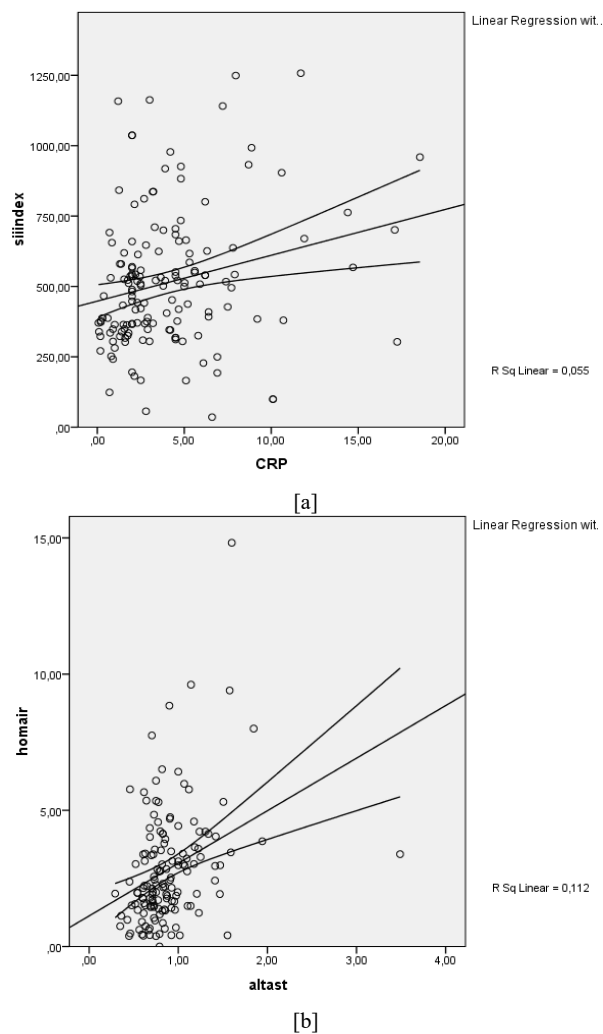 Linear Regression wit..
siiindex
1250,00
1000,00
750,00
500,00
250,00
,00
,00
5,00
10,00
15,00
20,00
CRP
R Sq Linear = 0,055
[a]
Linear Regression wit.
homair
15,00
10,00
5,00
,00
,00
1,00
2,00
3,00
4,00
altast
R Sq Linear = 0,112
[b]